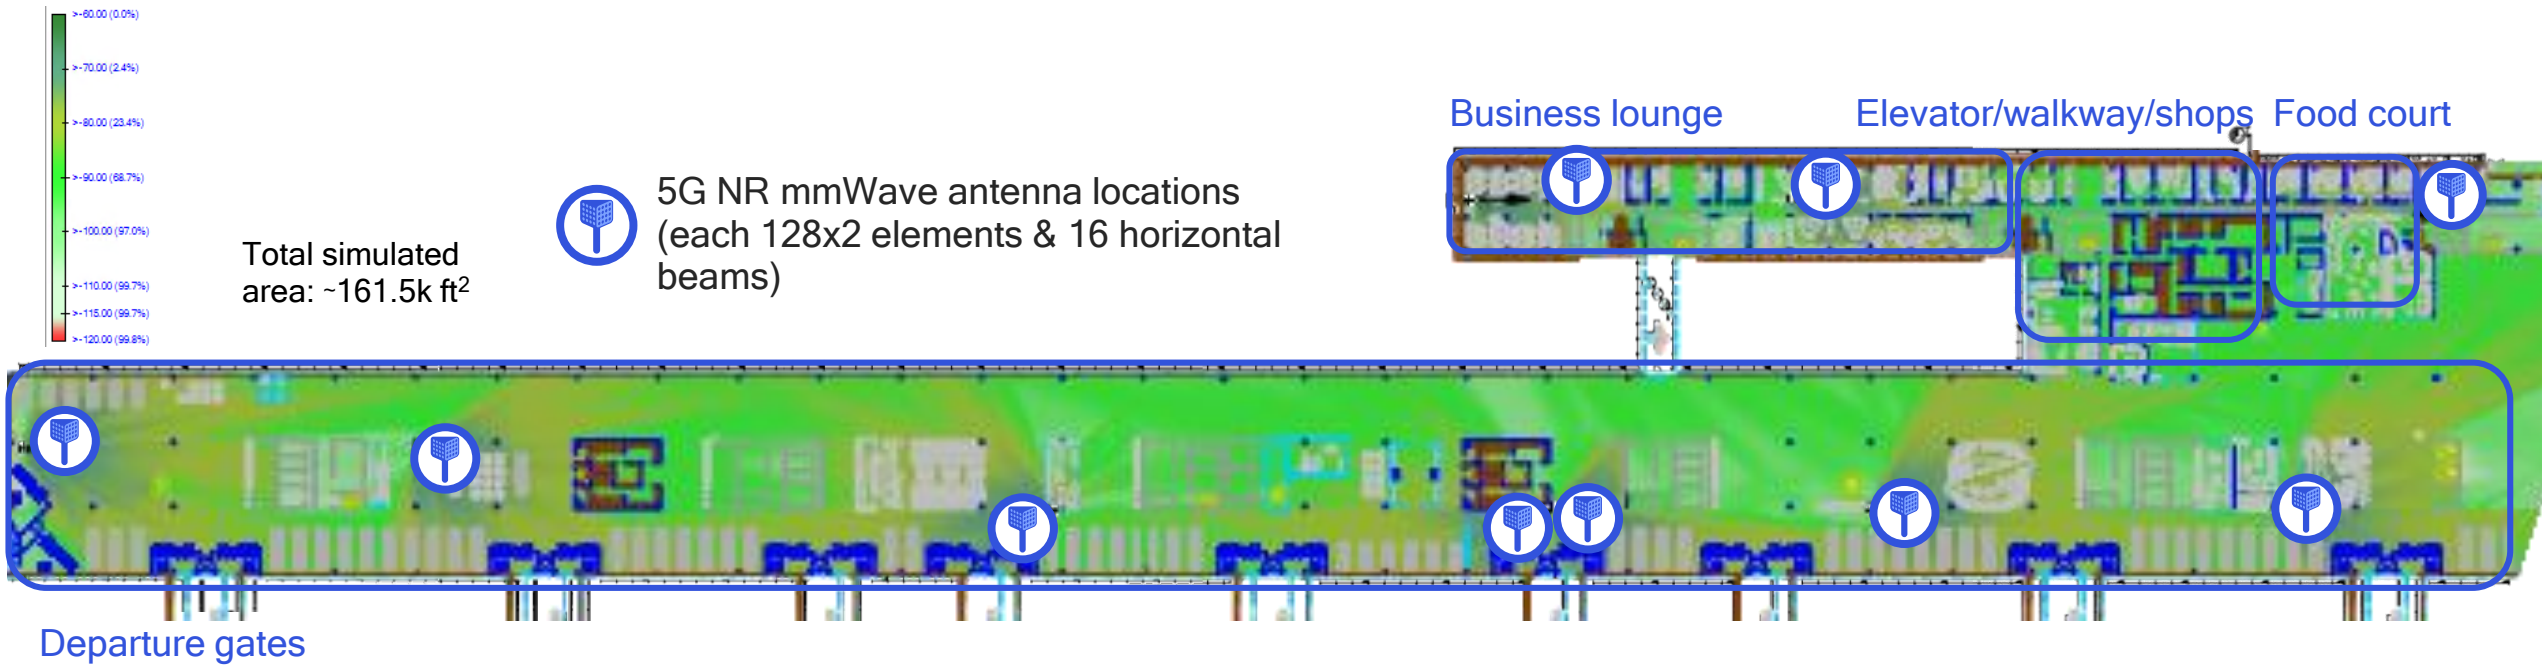 >-60.00 (0.0%)
>-70.00 (2.4%)
>-80.00 (23.4%)
>-90.00 (68.7%)
>-100.00 (97.0%)
>-110.00 (99.7%)
>-115.00 (99.7%)
>-120.00 (99.8%)
Total simulated
area: ~161.5k ft²
5G NR mmWave antenna locations
(each 128x2 elements & 16 horizontal
beams)
Business lounge
Elevator/walkway/shops
Food court
Departure gates